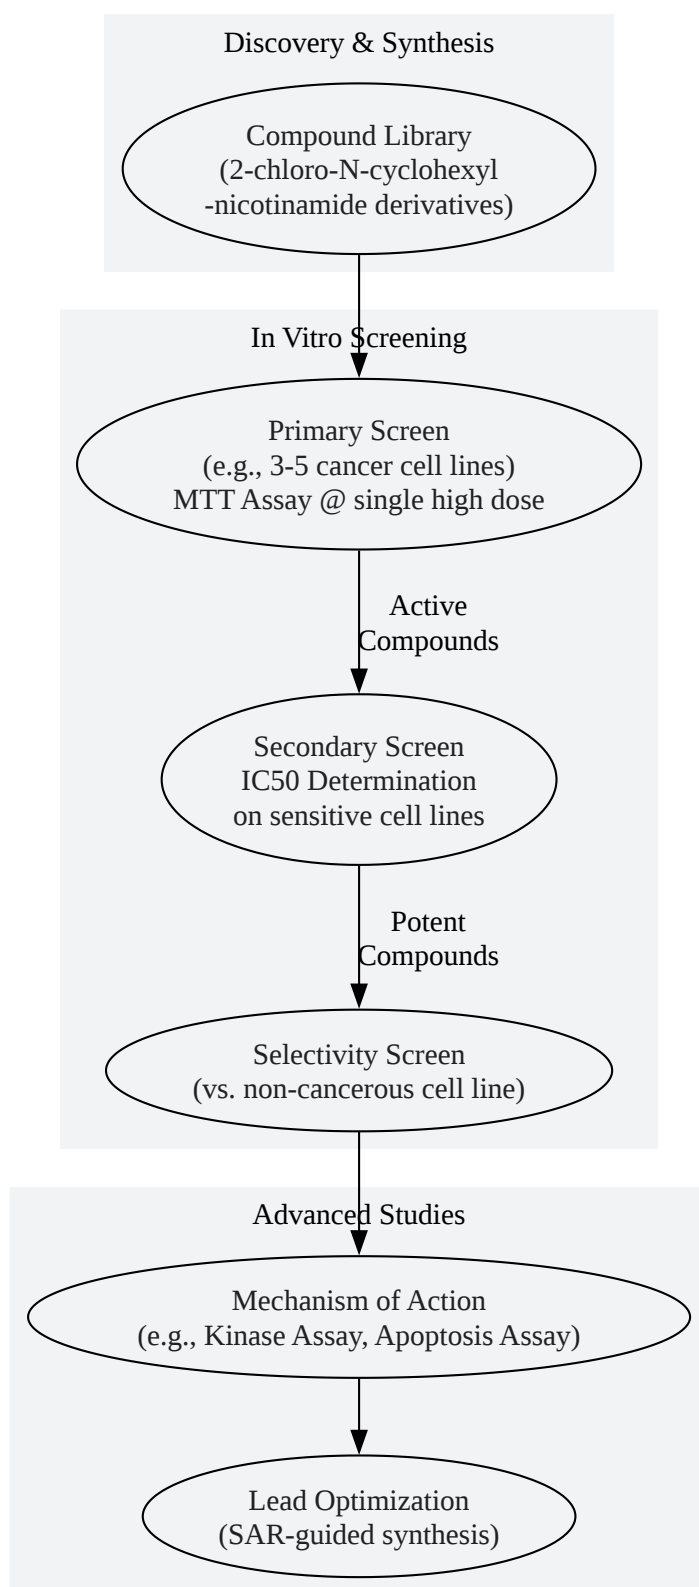 Discovery & Synthesis
Compound Library
(2-chloro-N-cyclohexyl
-nicotinamide derivatives)
In Vitro Screening
Primary Screen
(e.g., 3-5 cancer cell lines)
MTT Assay @ single high dose
Active
Compounds
Secondary Screen
IC50 Determination
on sensitive cell lines
Potent
Compounds
Selectivity Screen
(vs. non-cancerous cell line)
Advanced Studies
Mechanism of Action
(e.g., Kinase Assay, Apoptosis Assay)
Lead Optimization
(SAR-guided synthesis)